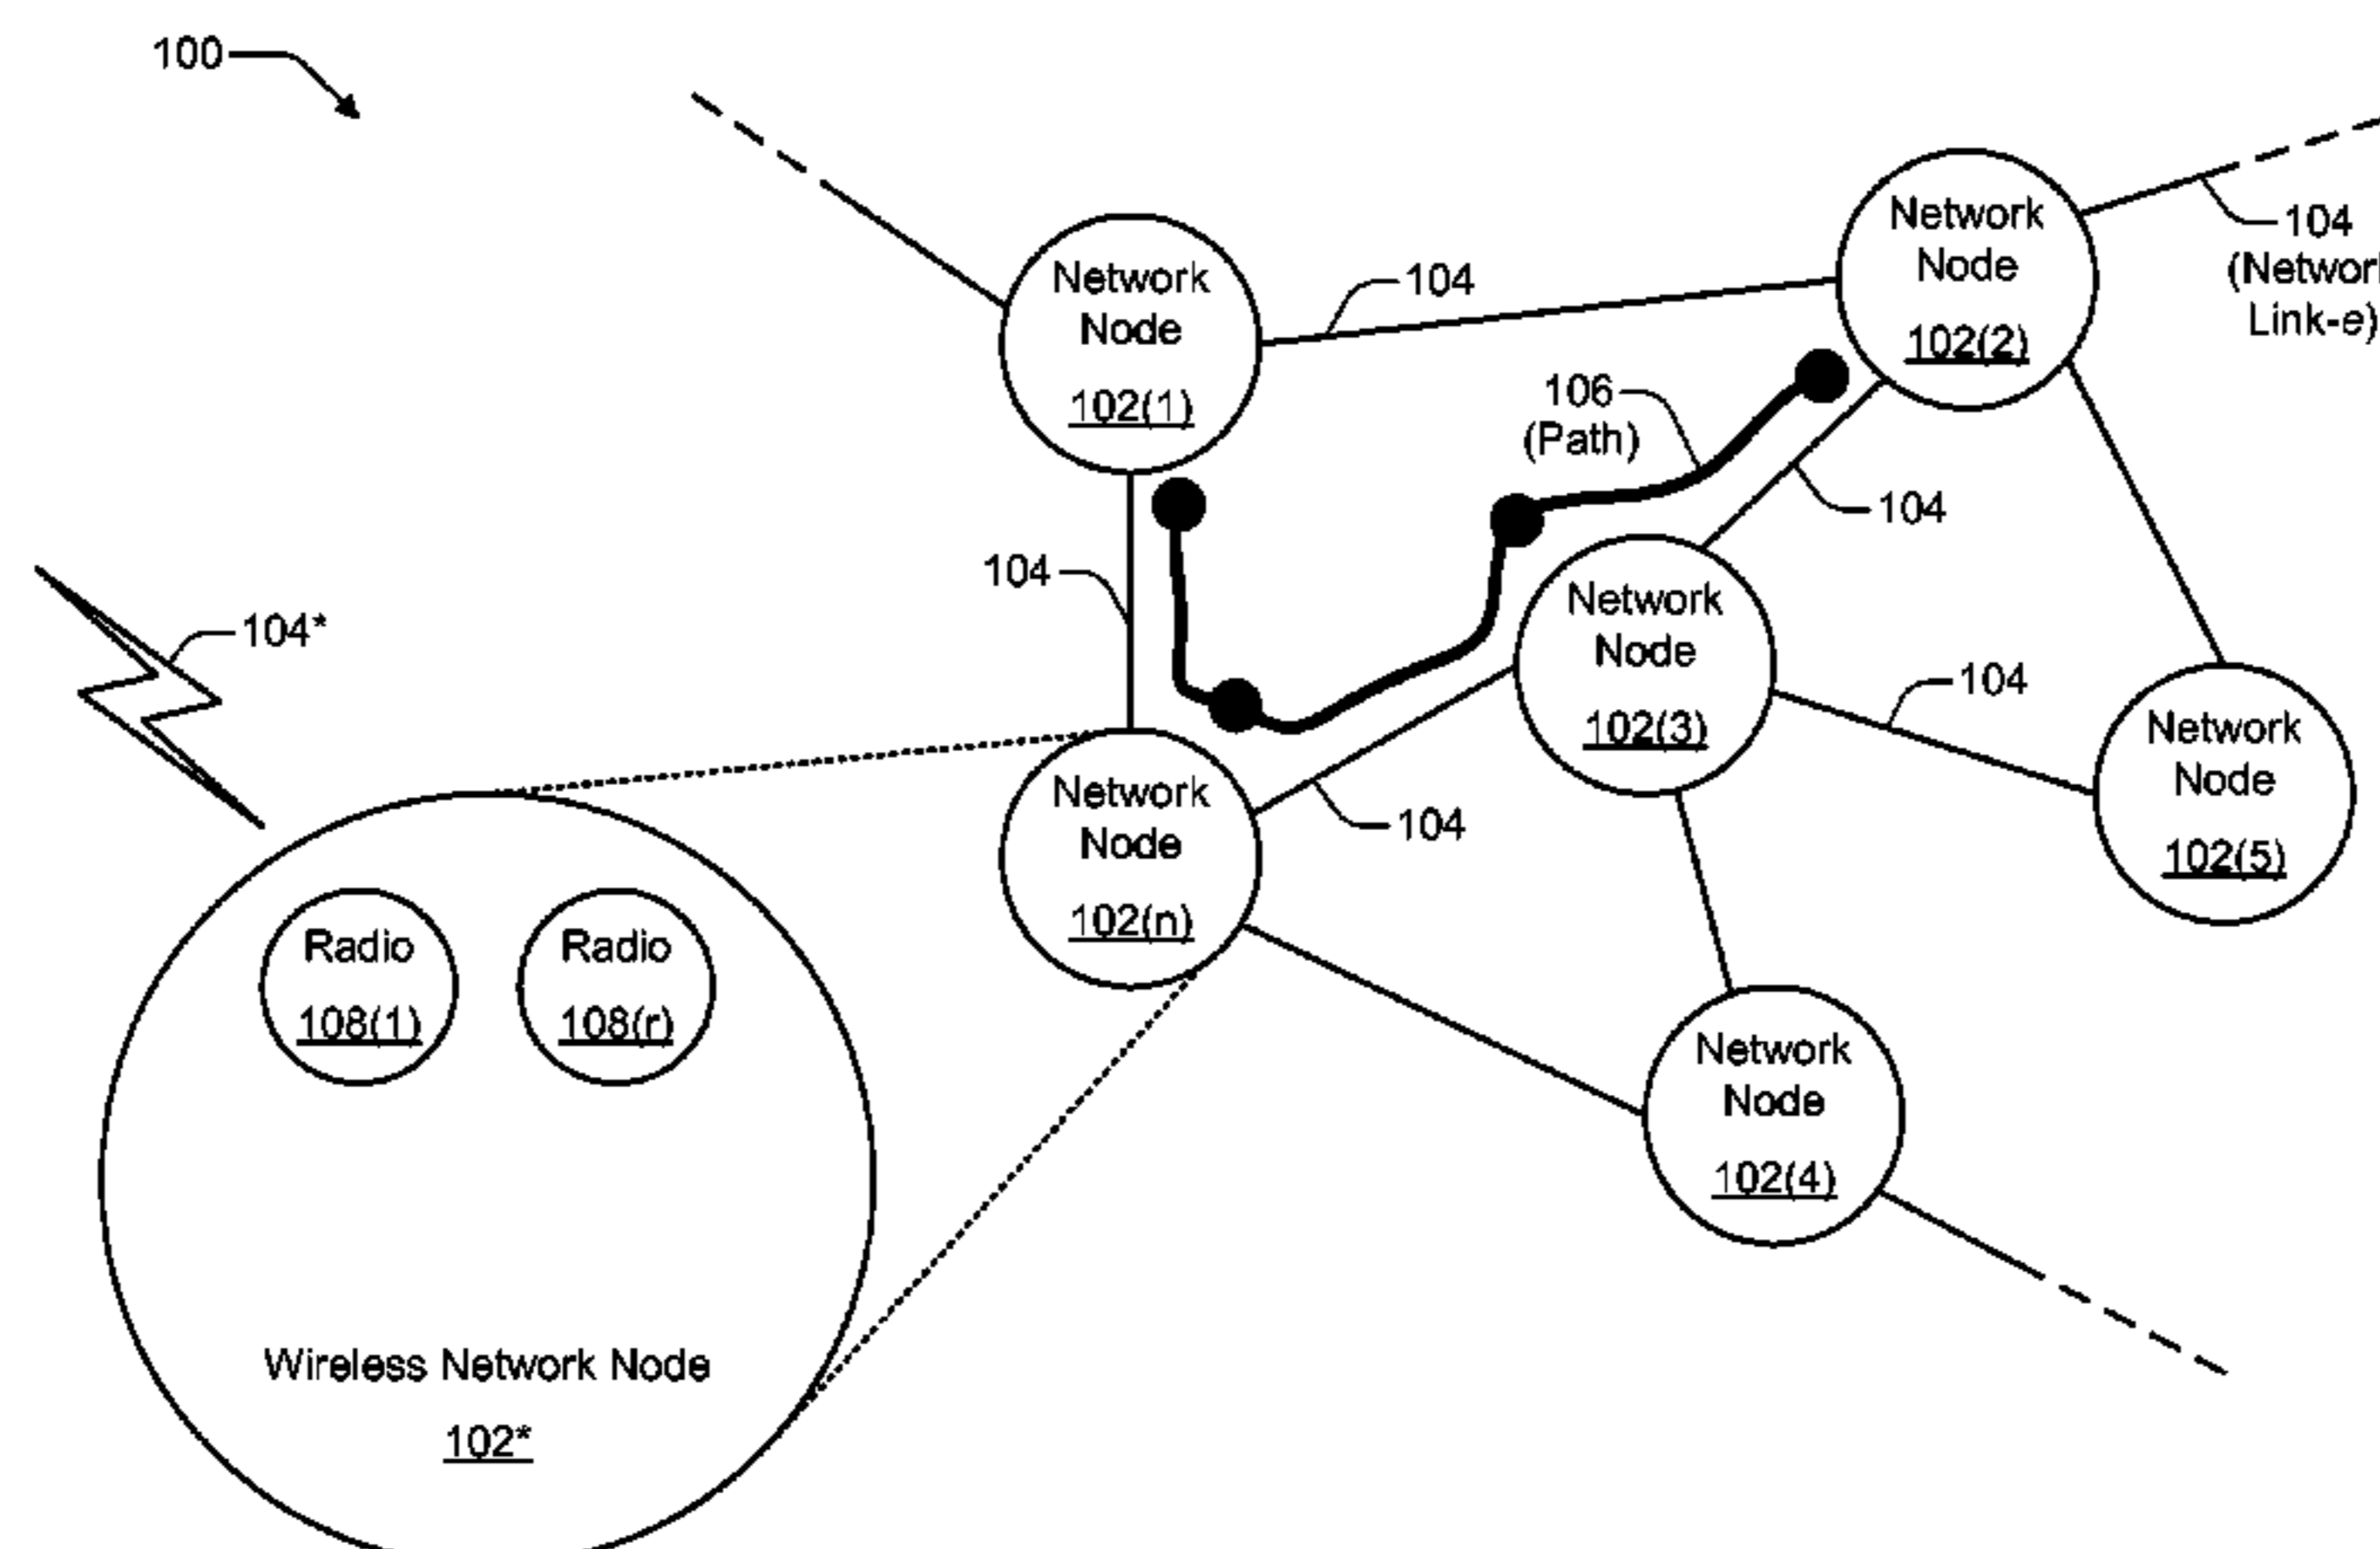 100
Network
Node
102(1)
104
Network
Node
102(2)
104
(Network
Link-e)
106
(Path)
104
104
104*
Network
Node
102(3)
104
Network
Node
102(5)
Network
Node
102(n)
104
Radio
108(1)
Radio
108(r)
Network
Node
102(4)
Wireless Network Node
102*